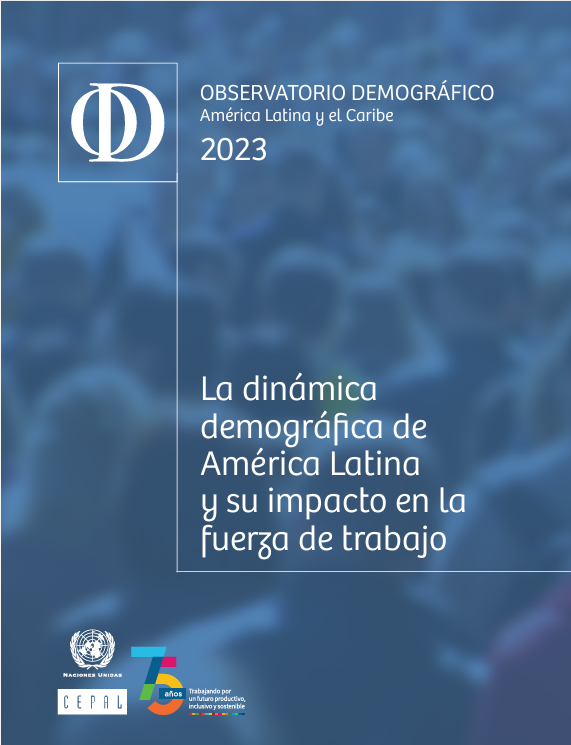 OBSERVATORIO DEMOGRÁFICO
América Latina y el Caribe
2023
La dinámica
demográfica de
América Latina
y su impacto en la
fuerza de trabajo
NACIONES UNIDAS
CEPAL
75
años
Trabajando por
un futuro productivo,
inclusivo y sostenible